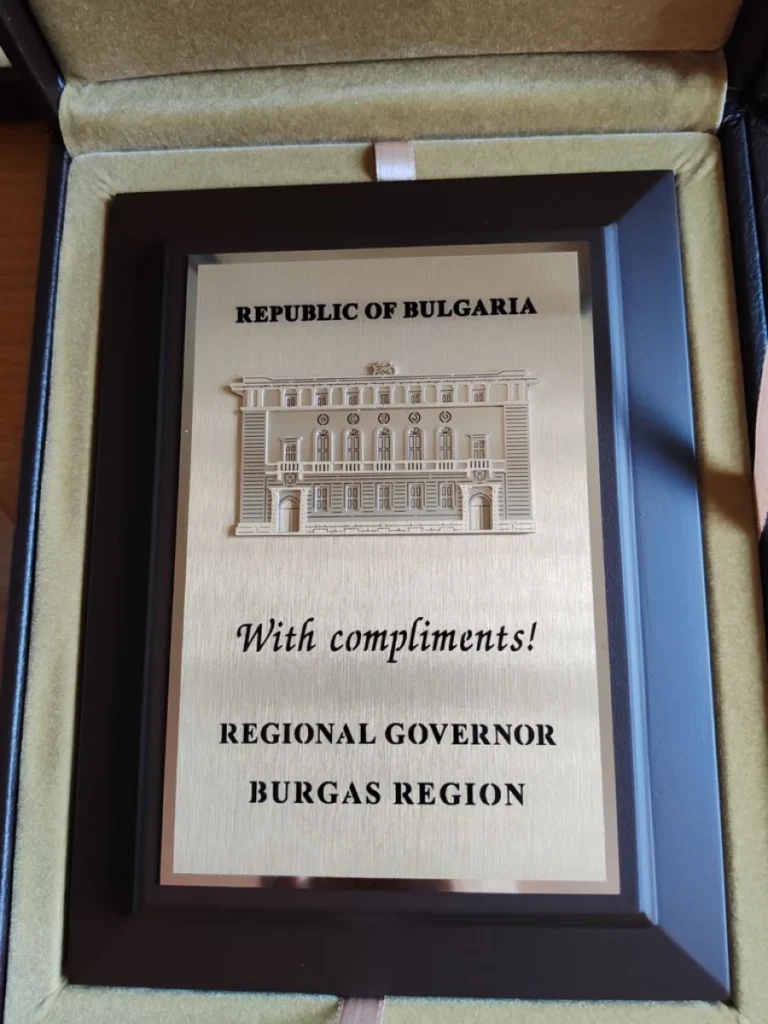 REPUBLIC OF BULGARIA
With compliments!
REGIONAL GOVERNOR
BURGAS REGION